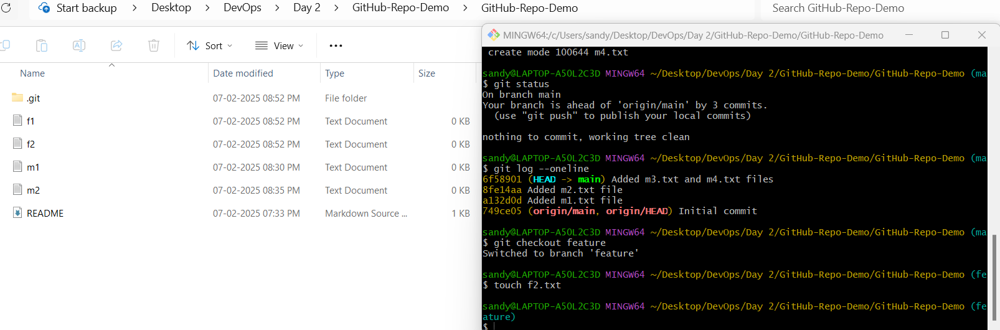 Start backup > Desktop > DevOps > Day 2 > GitHub-Repo-Demo > GitHub-Repo-Demo
Search GitHub-Repo-Demo
Sort
View
Name Date modified Type Size
.git 07-02-2025 08:52 PM File folder
f1 07-02-2025 08:52 PM Text Document 0 KB
f2 07-02-2025 08:52 PM Text Document 0 KB
m1 07-02-2025 08:30 PM Text Document 0 KB
m2 07-02-2025 08:35 PM Text Document 0 KB
README 07-02-2025 07:33 PM Markdown Source ... 1 KB
MINGW64:/c/Users/sandy/Desktop/DevOps/Day 2/GitHub-Repo-Demo/GitHub-Repo-Demo
create mode 100644 m4.txt
sandy@LAPTOP-A5OL2C3D MINGW64 ~/Desktop/DevOps/Day 2/GitHub-Repo-Demo/GitHub-Repo-Demo (ma
$ git status
On branch main
Your branch is ahead of 'origin/main' by 3 commits.
(use "git push" to publish your local commits)
nothing to commit, working tree clean
sandy@LAPTOP-A5OL2C3D MINGW64 ~/Desktop/DevOps/Day 2/GitHub-Repo-Demo/GitHub-Repo-Demo (ma
$ git log --oneline
6f58901 (HEAD -> main) Added m3.txt and m4.txt files
8fe14aa Added m2.txt file
a132d0d Added m1.txt file
749ce05 (origin/main, origin/HEAD) Initial commit
sandy@LAPTOP-A5OL2C3D MINGW64 ~/Desktop/DevOps/Day 2/GitHub-Repo-Demo/GitHub-Repo-Demo (ma
$ git checkout feature
Switched to branch 'feature'
sandy@LAPTOP-A5OL2C3D MINGW64 ~/Desktop/DevOps/Day 2/GitHub-Repo-Demo/GitHub-Repo-Demo (fe
$ touch f2.txt
sandy@LAPTOP-A5OL2C3D MINGW64 ~/Desktop/DevOps/Day 2/GitHub-Repo-Demo/GitHub-Repo-Demo (fe
ature)
$